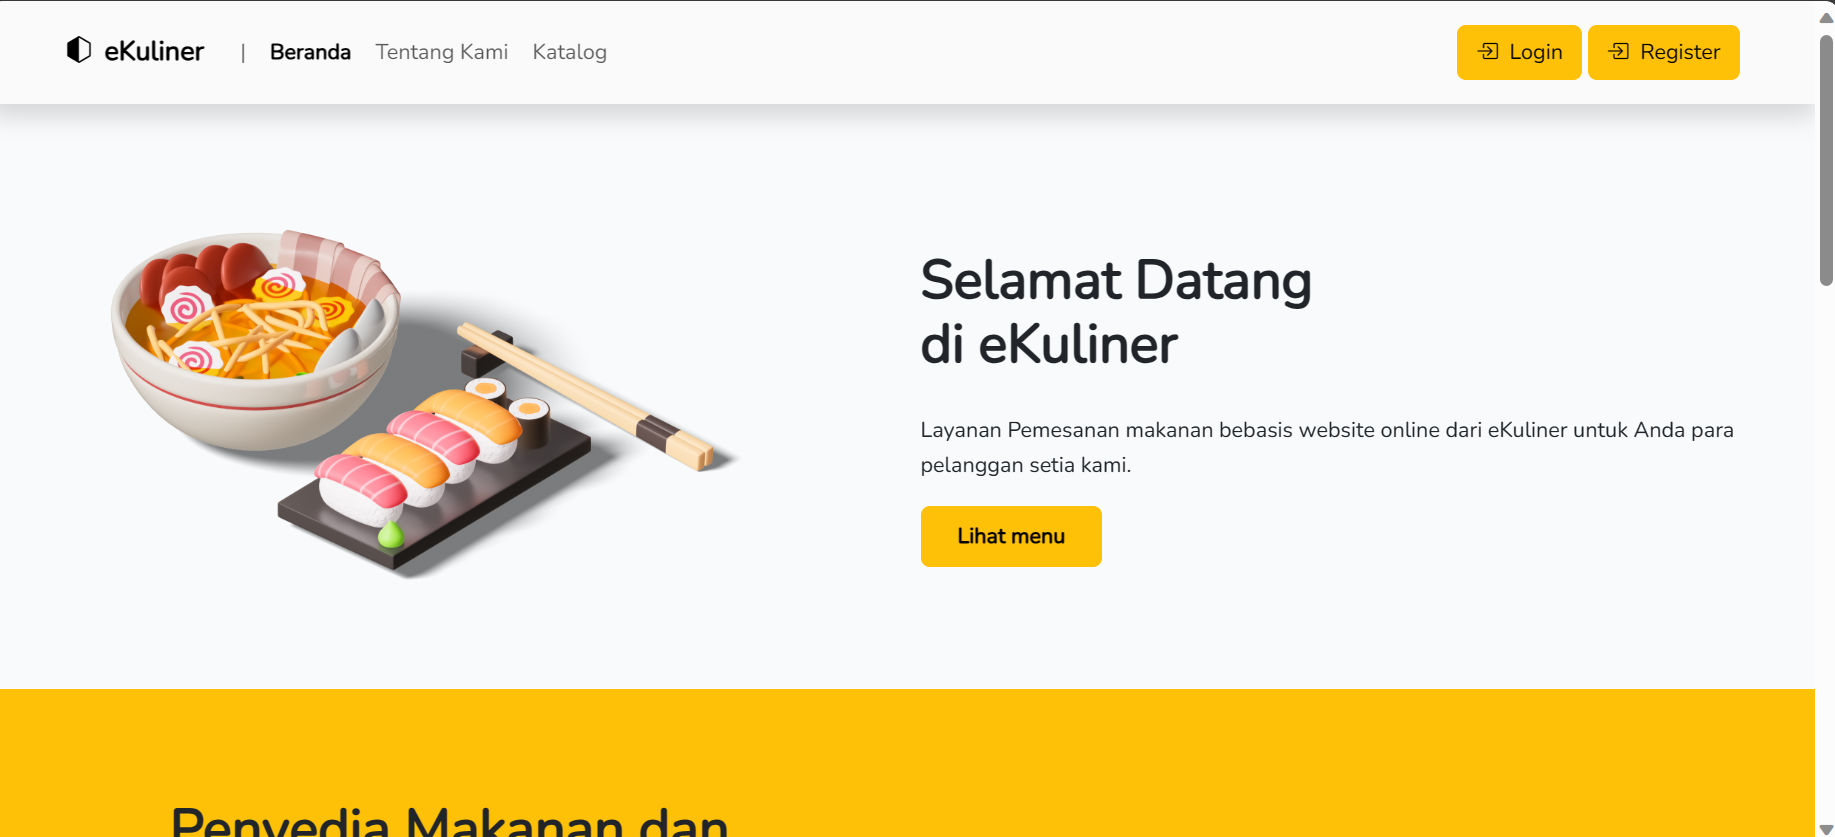 eKuliner | Beranda Tentang Kami Katalog Login Register
Selamat Datang
di eKuliner
Layanan Pemesanan makanan bebasis website online dari eKuliner untuk Anda para
pelanggan setia kami.
Lihat menu
Penyedia Makanan dan